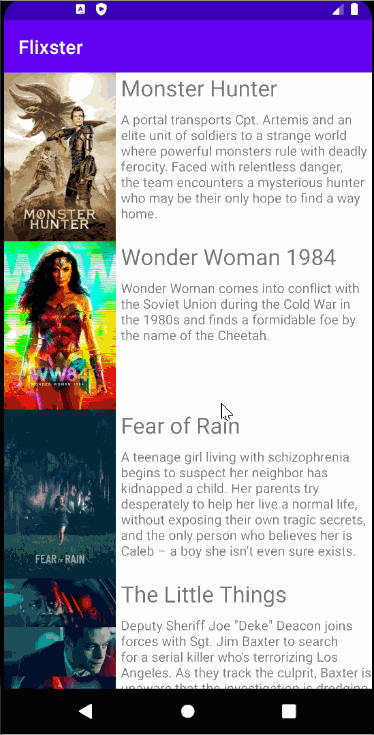 Flixster
Monster Hunter
A portal transports Cpt. Artemis and an
elite unit of soldiers to a strange world
where powerful monsters rule with deadly
ferocity. Faced with relentless danger,
the team encounters a mysterious hunter
who may be their only hope to find a way
home.
MONSTER
HUNTER
Wonder Woman 1984
Wonder Woman comes into conflict with
the Soviet Union during the Cold War in
the 1980s and finds a formidable foe by
the name of the Cheetah.
WW84
Fear of Rain
A teenage girl living with schizophrenia
begins to suspect her neighbor has
kidnapped a child. Her parents try
desperately to help her live a normal life,
without exposing their own tragic secrets,
and the only person who believes her is
Caleb – a boy she isn't even sure exists.
FEAR OF RAIN
The Little Things
Deputy Sheriff Joe "Deke" Deacon joins
forces with Sgt. Jim Baxter to search
for a serial killer who's terrorizing Los
Angeles. As they track the culprit, Baxter is
unaware that the investigation is dredging